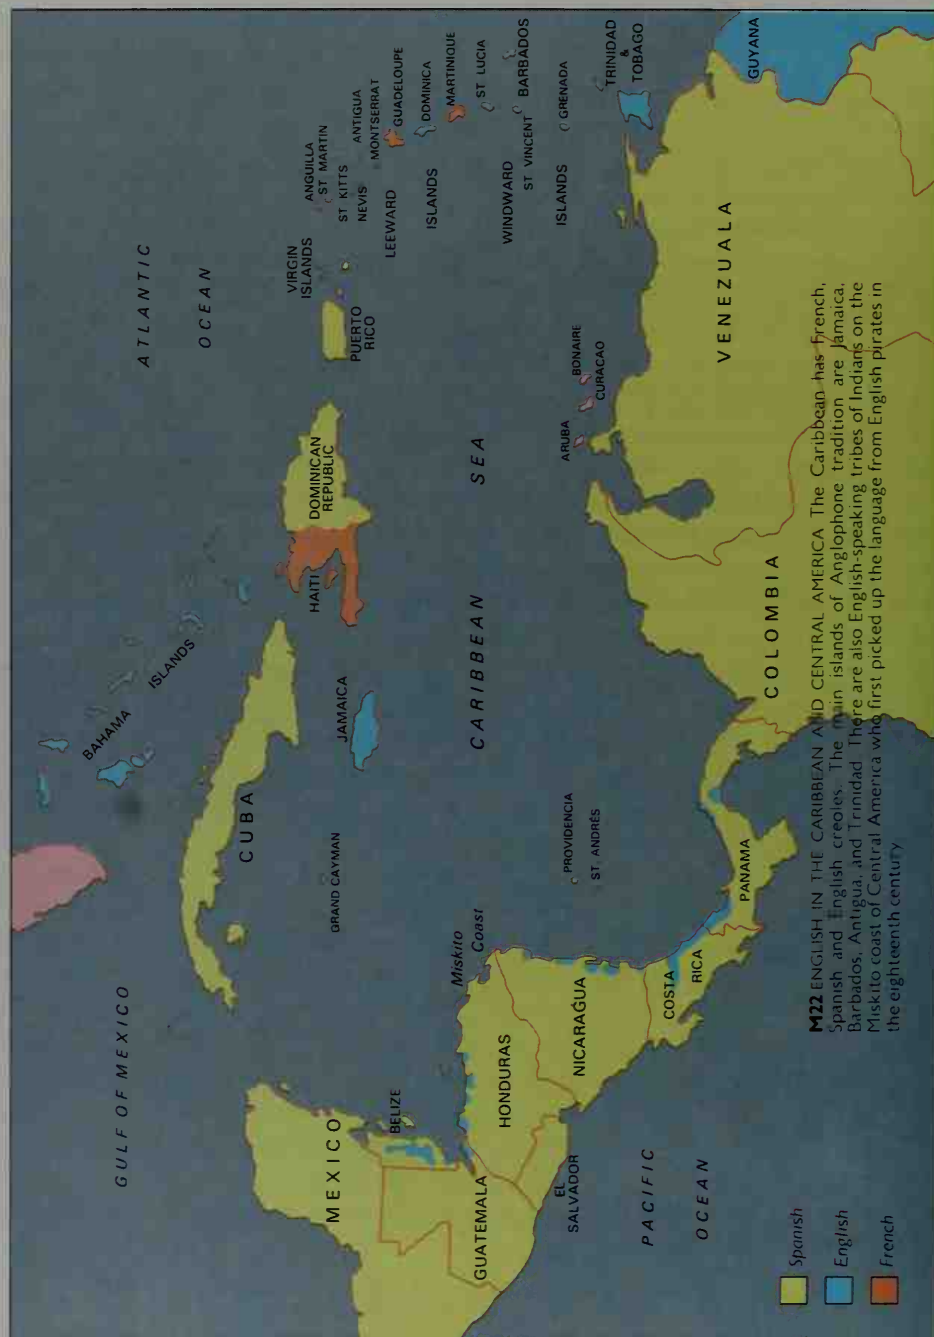 GULF OF MEXICO
ATLANTIC
OCEAN
BAHAMA
ISLANDS
CUBA
GRAND CAYMAN
JAMAICA
HAITI
DOMINICAN
REPUBLIC
PUERTO
RICO
VIRGIN
ISLANDS
ANGUILLA
ST MARTIN
ST KITTS
NEVIS
ANTIGUA
MONTSERRAT
GUADELOUPE
LEEWARD
ISLANDS
DOMINICA
MARTINIQUE
ST LUCIA
WINDWARD
ISLANDS
ST VINCENT
BARBADOS
GRENADA
TRINIDAD
&
TOBAGO
MEXICO
BELIZE
GUATEMALA
HONDURAS
EL
SALVADOR
NICARAGUA
Miskito
Coast
COSTA
RICA
PANAMA
PROVIDENCIA
ST. ANDRÉS
CARIBBEAN SEA
ARUBA
CURACAO
BONAIRE
COLOMBIA
VENEZUALA
GUYANA
PACIFIC
OCEAN
Spanish
English
French
M22 ENGLISH IN THE CARIBBEAN AND CENTRAL AMERICA The Caribbean has French,
Spanish and English creoles. The main islands of Anglophone tradition are Jamaica,
Barbados, Antigua, and Trinidad. There are also English-speaking tribes of Indians on the
Miskito coast of Central America who first picked up the language from English pirates in
the eighteenth century